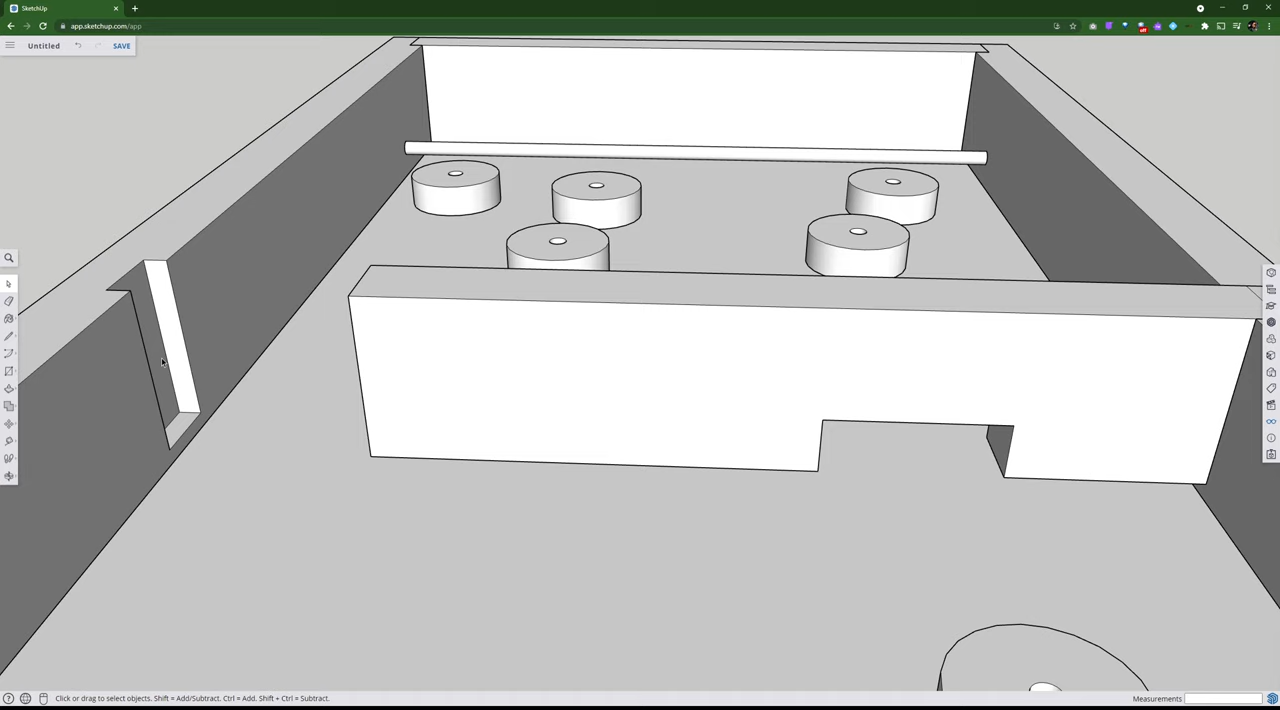 SketchUp
app.sketchup.com/app
Untitled
SAVE
Click or drag to select objects. Shift = Add/Subtract. Ctrl = Add. Shift + Ctrl = Subtract.
Measurements